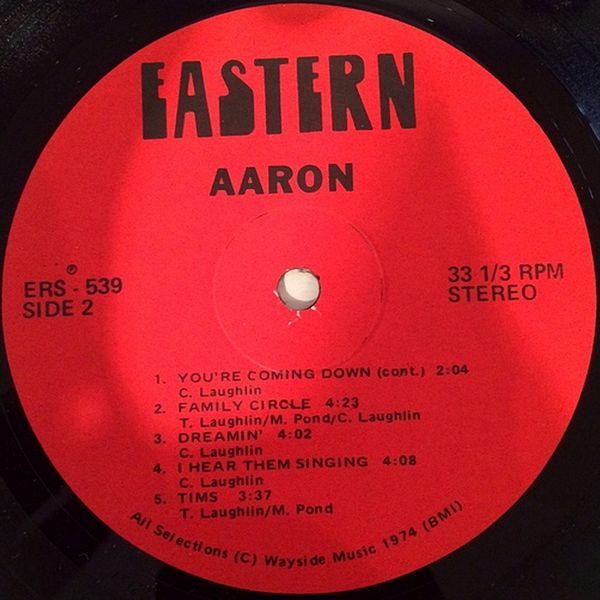 EASTERN
AARON
℗
ERS - 539
SIDE 2
33 1/3 RPM
STEREO
1. YOU'RE COMING DOWN (cont.) 2:04
C. Laughlin
2. FAMILY CIRCLE 4:23
T. Laughlin/M. Pond/C. Laughlin
3. DREAMIN' 4:02
C. Laughlin
4. I HEAR THEM SINGING 4:08
C. Laughlin
5. TIMS 3:37
T. Laughlin/M. Pond
All Selections (C) Wayside Music 1974 (BMI)